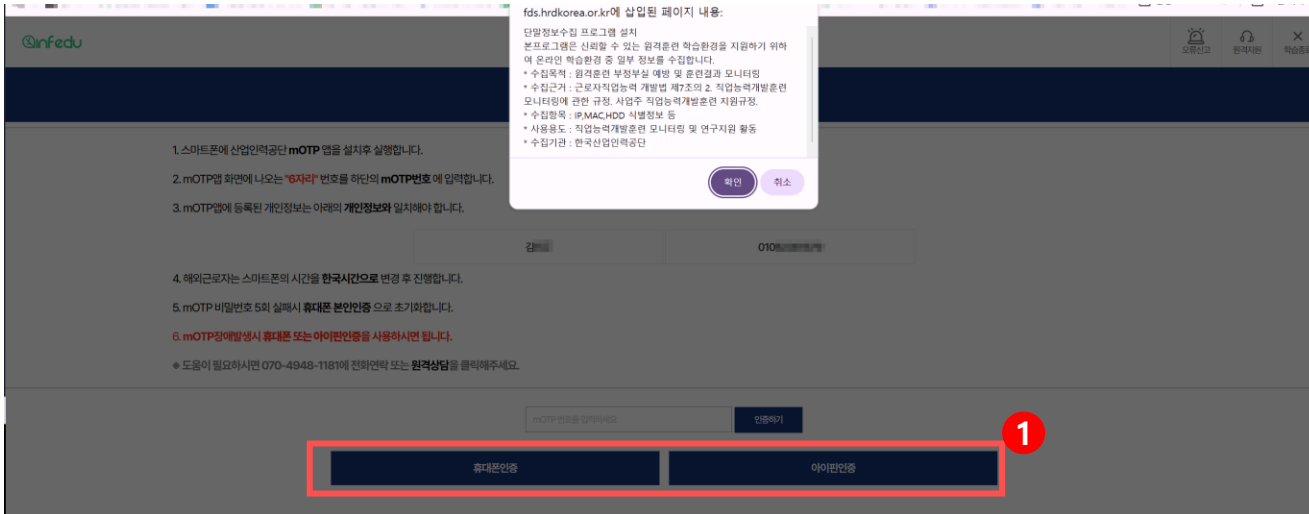 fds.hrdkorea.or.kr에 삽입된 페이지 내용:
단말정보수집 프로그램 설치
본프로그램은 신뢰할 수 있는 원격훈련 학습환경을 지원하기 위하
여 온라인 학습환경 중 일부 정보를 수집합니다.
* 수집목적 : 원격훈련 부정부실 예방 및 훈련결과 모니터링
* 수집근거 : 근로자직업능력 개발법 제7조의 2. 직업능력개발훈련
모니터링에 관한 규정. 사업주 직업능력개발훈련 지원규정.
* 수집항목 : IP,MAC,HDD 식별정보 등
* 사용용도 : 직업능력개발훈련 모니터링 및 연구지원 활동
* 수집기관 : 한국산업인력공단
확인 취소
infedu
오류신고 원격지원
1. 스마트폰에 산업인력공단 mOTP 앱을 설치후 실행합니다.
2. mOTP앱 화면에 나오는 "6자리" 번호를 하단의 mOTP번호 에 입력합니다.
3. mOTP앱에 등록된 개인정보는 아래의 개인정보와 일치해야 합니다.
김 010
4. 해외근로자는 스마트폰의 시간을 한국시간으로 변경 후 진행합니다.
5. mOTP 비밀번호 5회 실패시 휴대폰 본인인증 으로 초기화합니다.
6. mOTP장애발생시 휴대폰 또는 아이핀인증을 사용하시면 됩니다.
※ 도움이 필요하시면 070-4948-1181에 전화연락 또는 원격상담을 클릭해주세요.
mOTP번호를 입력하세요 인증하기
1
휴대폰인증 아이핀인증